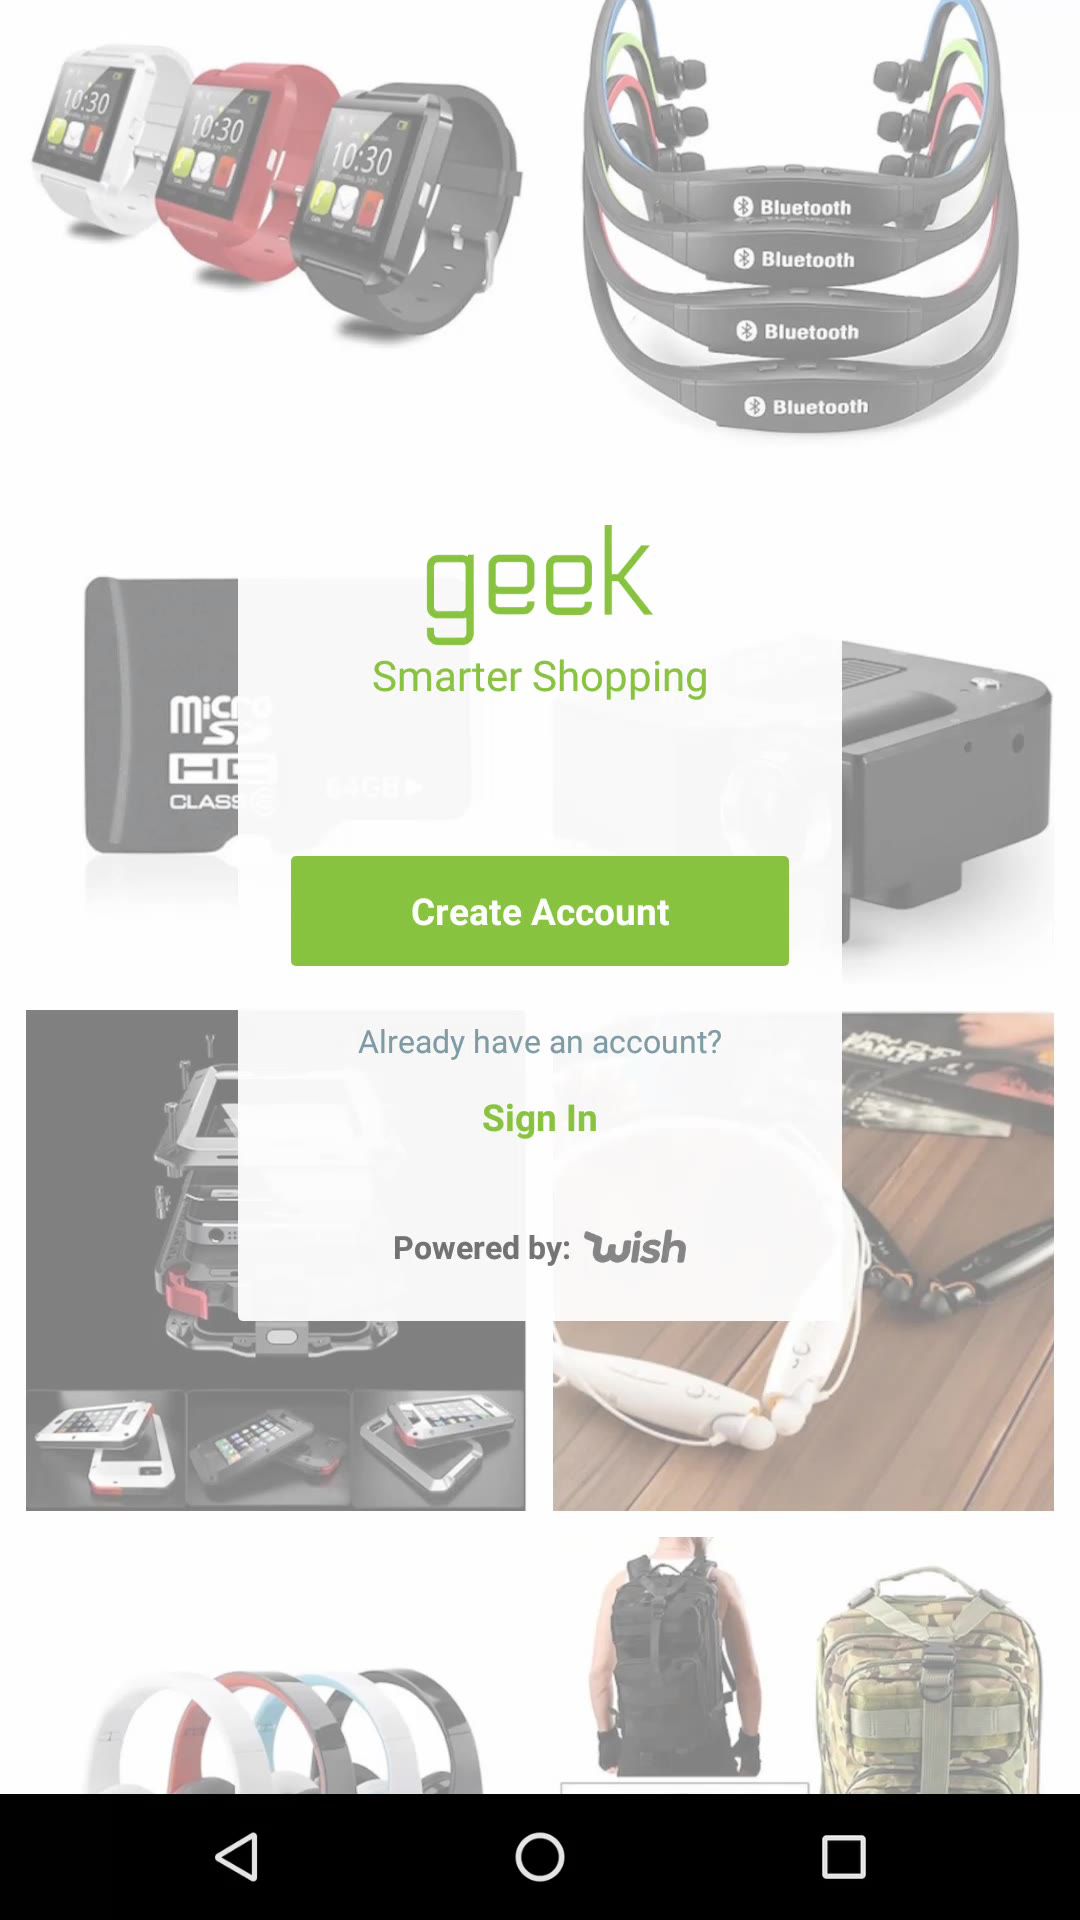 10:30
10:30
10:30
Bluetooth
Bluetooth
Bluetooth
Bluetooth
geek
Smarter Shopping
micro
SD
HC
CLASS
64GB
Create Account
Already have an account?
Sign In
Powered by: wish